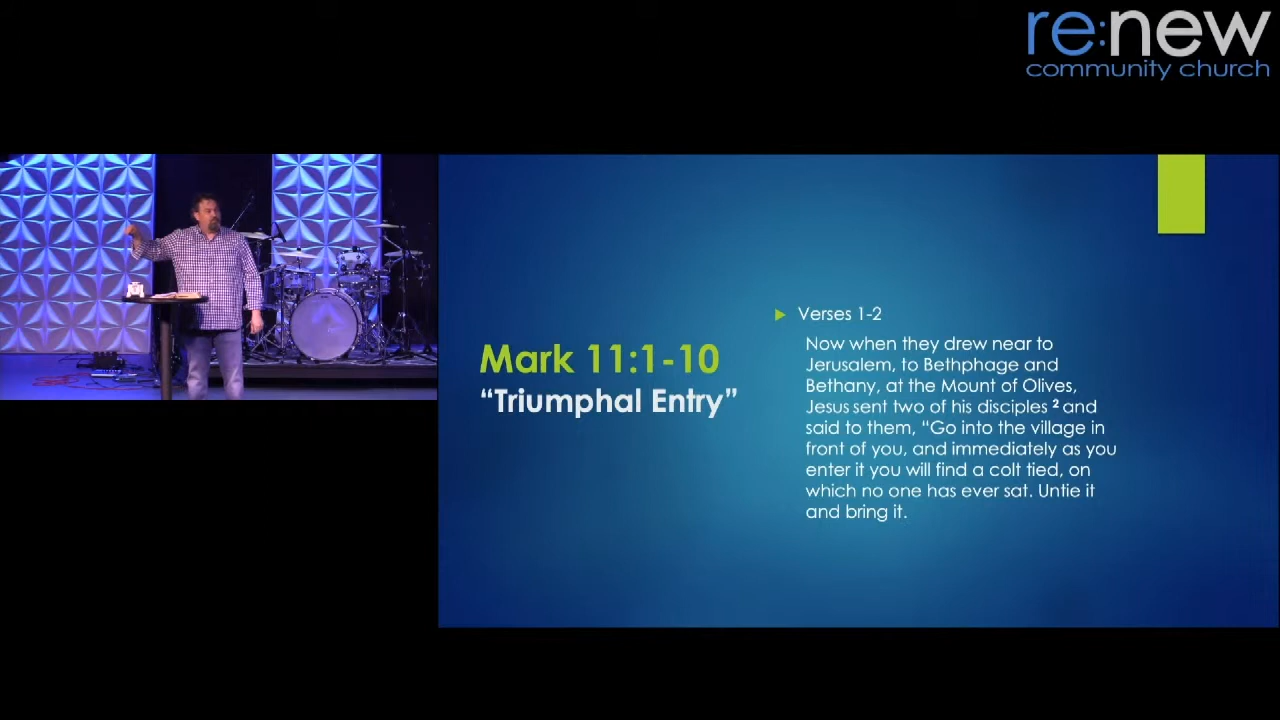 re:new
community church
Mark 11:1-10
“Triumphal Entry”
Verses 1-2
Now when they drew near to
Jerusalem, to Bethphage and
Bethany, at the Mount of Olives,
Jesus sent two of his disciples ² and
said to them, “Go into the village in
front of you, and immediately as you
enter it you will find a colt tied, on
which no one has ever sat. Untie it
and bring it.